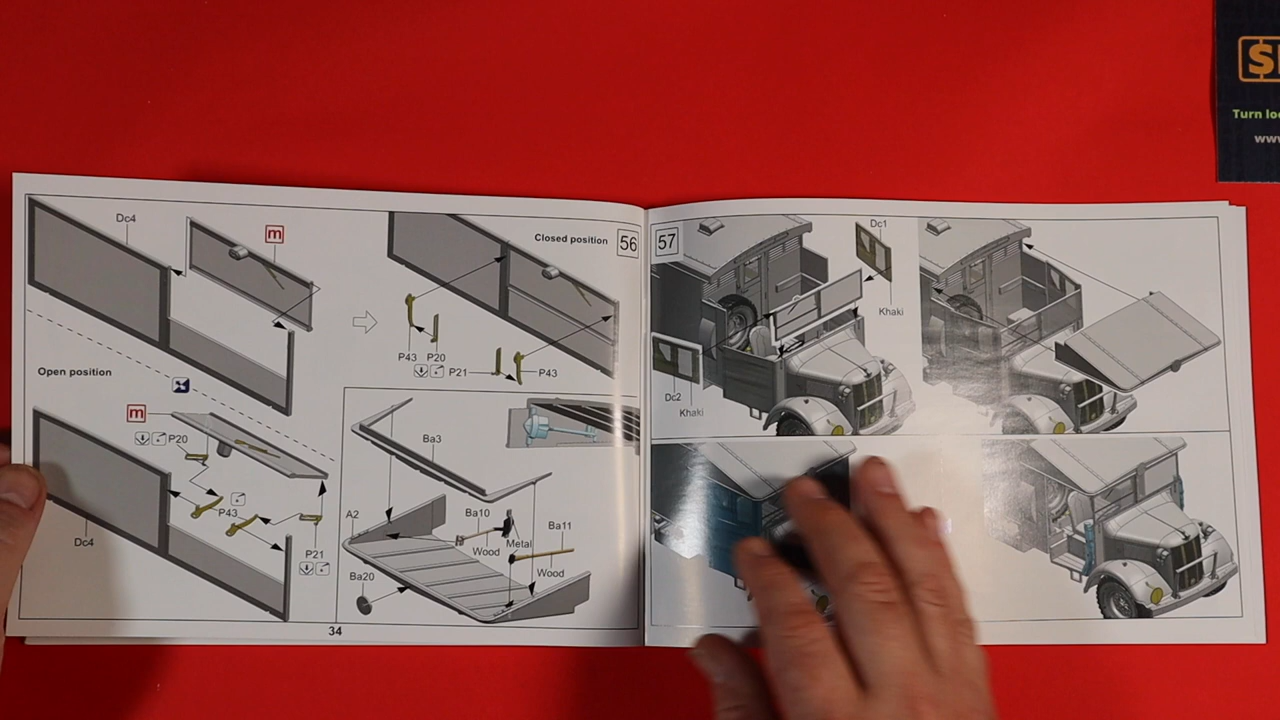 Dc4
m
Closed position
56
P43 P20
P21
P43
Open position
m
P20
P43
Dc4
P21
Ba3
A2
Ba10
Wood
Metal
Ba11
Wood
Ba20
34
57
Dc1
Khaki
Dc2
Khaki
Turn
www